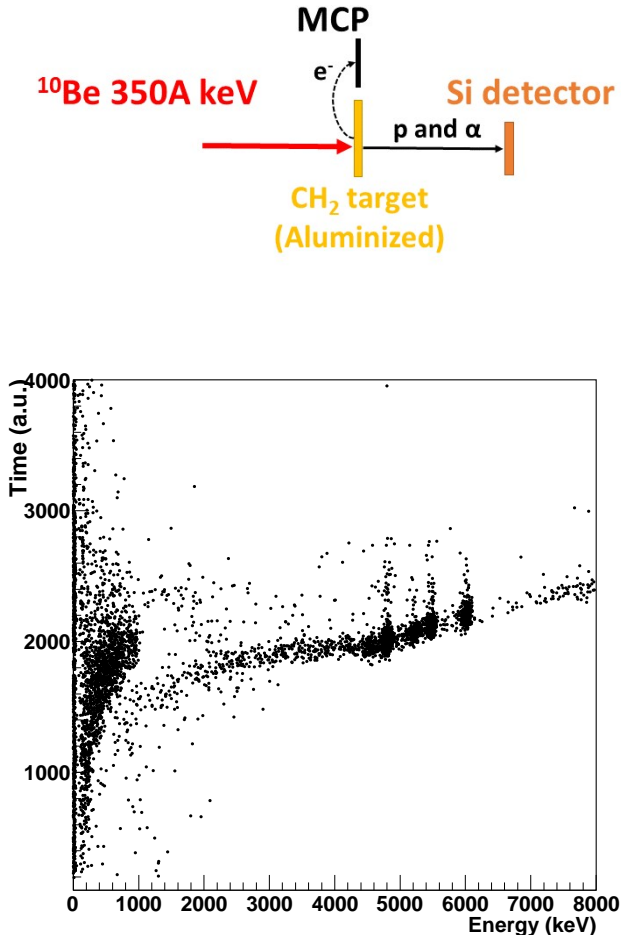 MCP
e-
¹⁰Be 350A keV
Si detector
p and α
CH₂ target
(Aluminized)
Time (a.u.)
4000
3000
2000
1000
0 1000 2000 3000 4000 5000 6000 7000 8000
Energy (keV)